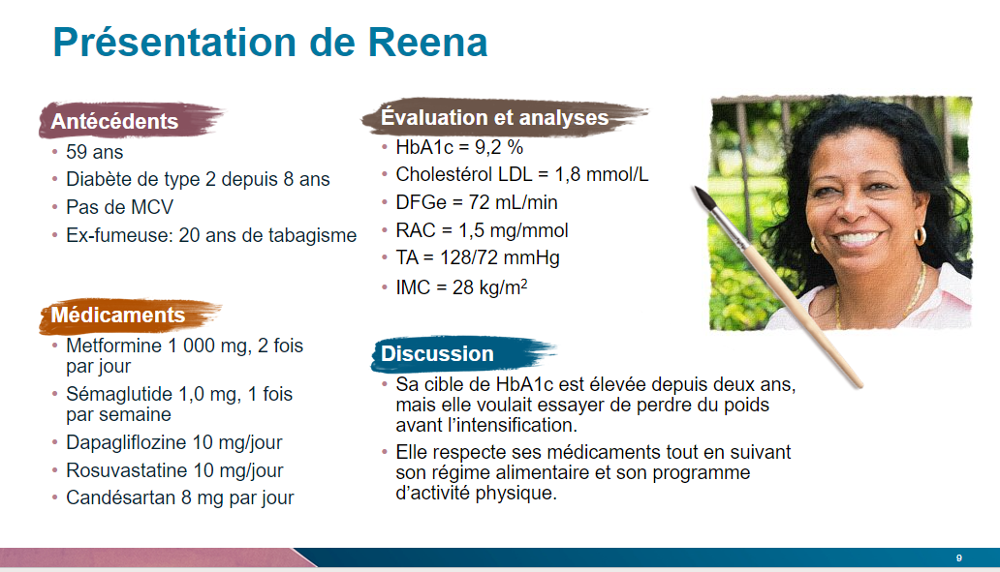 Présentation de Reena
Antécédents
• 59 ans
• Diabète de type 2 depuis 8 ans
• Pas de MCV
• Ex-fumeuse: 20 ans de tabagisme
Médicaments
• Metformine 1 000 mg, 2 fois
par jour
• Sémaglutide 1,0 mg, 1 fois
par semaine
• Dapagliflozine 10 mg/jour
• Rosuvastatine 10 mg/jour
• Candésartan 8 mg par jour
Évaluation et analyses
• HbA1c = 9,2 %
• Cholestérol LDL = 1,8 mmol/L
• DFGe = 72 mL/min
• RAC = 1,5 mg/mmol
• TA = 128/72 mmHg
• IMC = 28 kg/m²
Discussion
• Sa cible de HbA1c est élevée depuis deux ans,
mais elle voulait essayer de perdre du poids
avant l’intensification.
• Elle respecte ses médicaments tout en suivant
son régime alimentaire et son programme
d’activité physique.
9